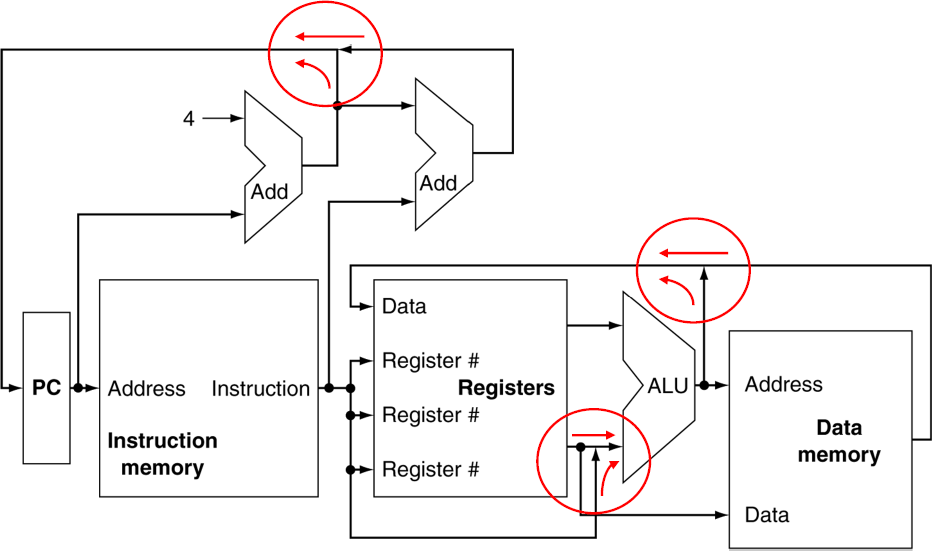 4
Add
Add
Data
Register #
Register #
Register #
Registers
PC
Address
Instruction
Instruction
memory
ALU
Address
Data
memory
Data